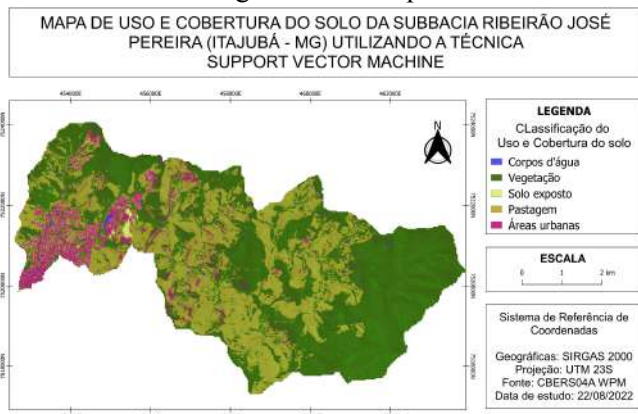 MAPA DE USO E COBERTURA DO SOLO DA SUBBACIA RIBEIRÃO JOSÉ
PEREIRA (ITAJUBÁ - MG) UTILIZANDO A TÉCNICA
SUPPORT VECTOR MACHINE
N
LEGENDA
CLassificação do
Uso e Cobertura do solo
Corpos d'água
Vegetação
Solo exposto
Pastagem
Áreas urbanas
ESCALA
0 1 2 km
Sistema de Referência de
Coordenadas
Geográficas: SIRGAS 2000
Projeção: UTM 23S
Fonte: CBERS04A WPM
Data de estudo: 22/08/2022